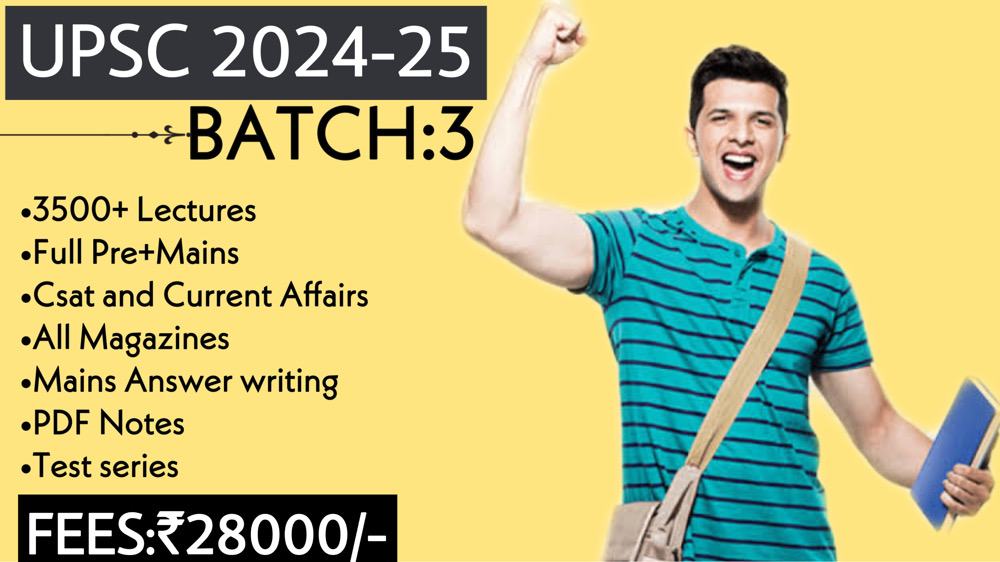 UPSC 2024-25
BATCH:3
•3500+ Lectures
•Full Pre+Mains
•Csat and Current Affairs
•All Magazines
•Mains Answer writing
•PDF Notes
•Test series
FEES:₹28000/-